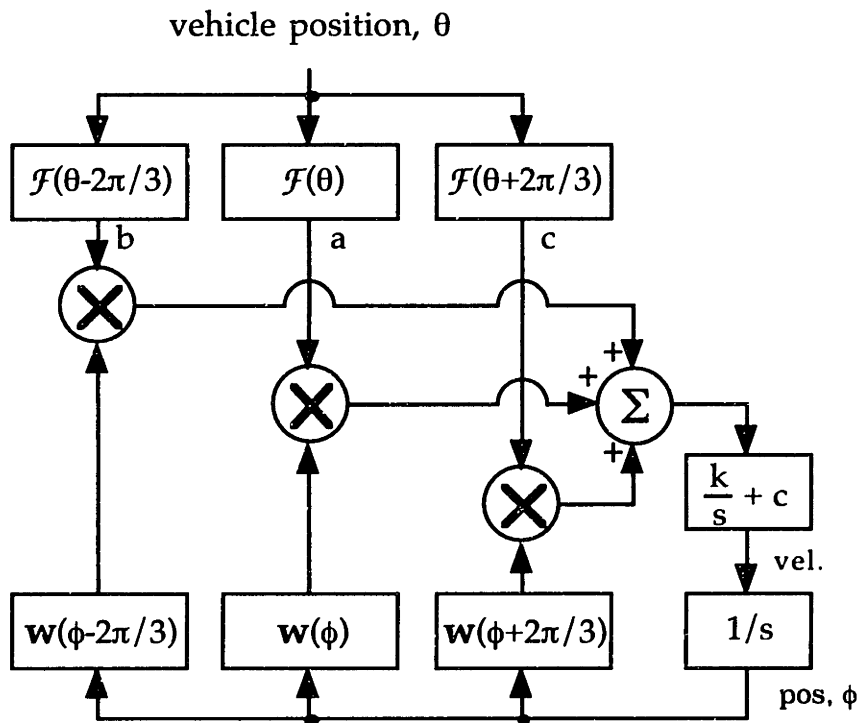 vehicle position, θ
ℱ(θ-2π/3)
ℱ(θ)
ℱ(θ+2π/3)
b
a
c
+
+
Σ
+
k/s + c
vel.
w(ϕ-2π/3)
w(ϕ)
w(ϕ+2π/3)
1/s
pos, ϕ